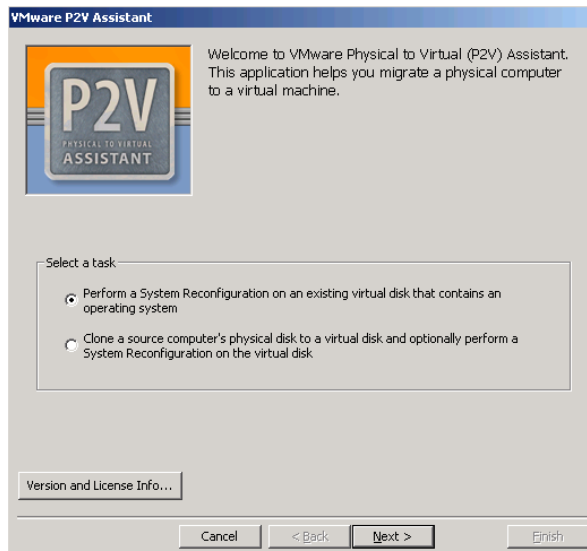 VMware P2V Assistant
Welcome to VMware Physical to Virtual (P2V) Assistant.
This application helps you migrate a physical computer
to a virtual machine.
P2V
PHYSICAL TO VIRTUAL
ASSISTANT
Select a task
Perform a System Reconfiguration on an existing virtual disk that contains an
operating system
Clone a source computer's physical disk to a virtual disk and optionally perform a
System Reconfiguration on the virtual disk
Version and License Info...
Cancel
< Back
Next >
Finish